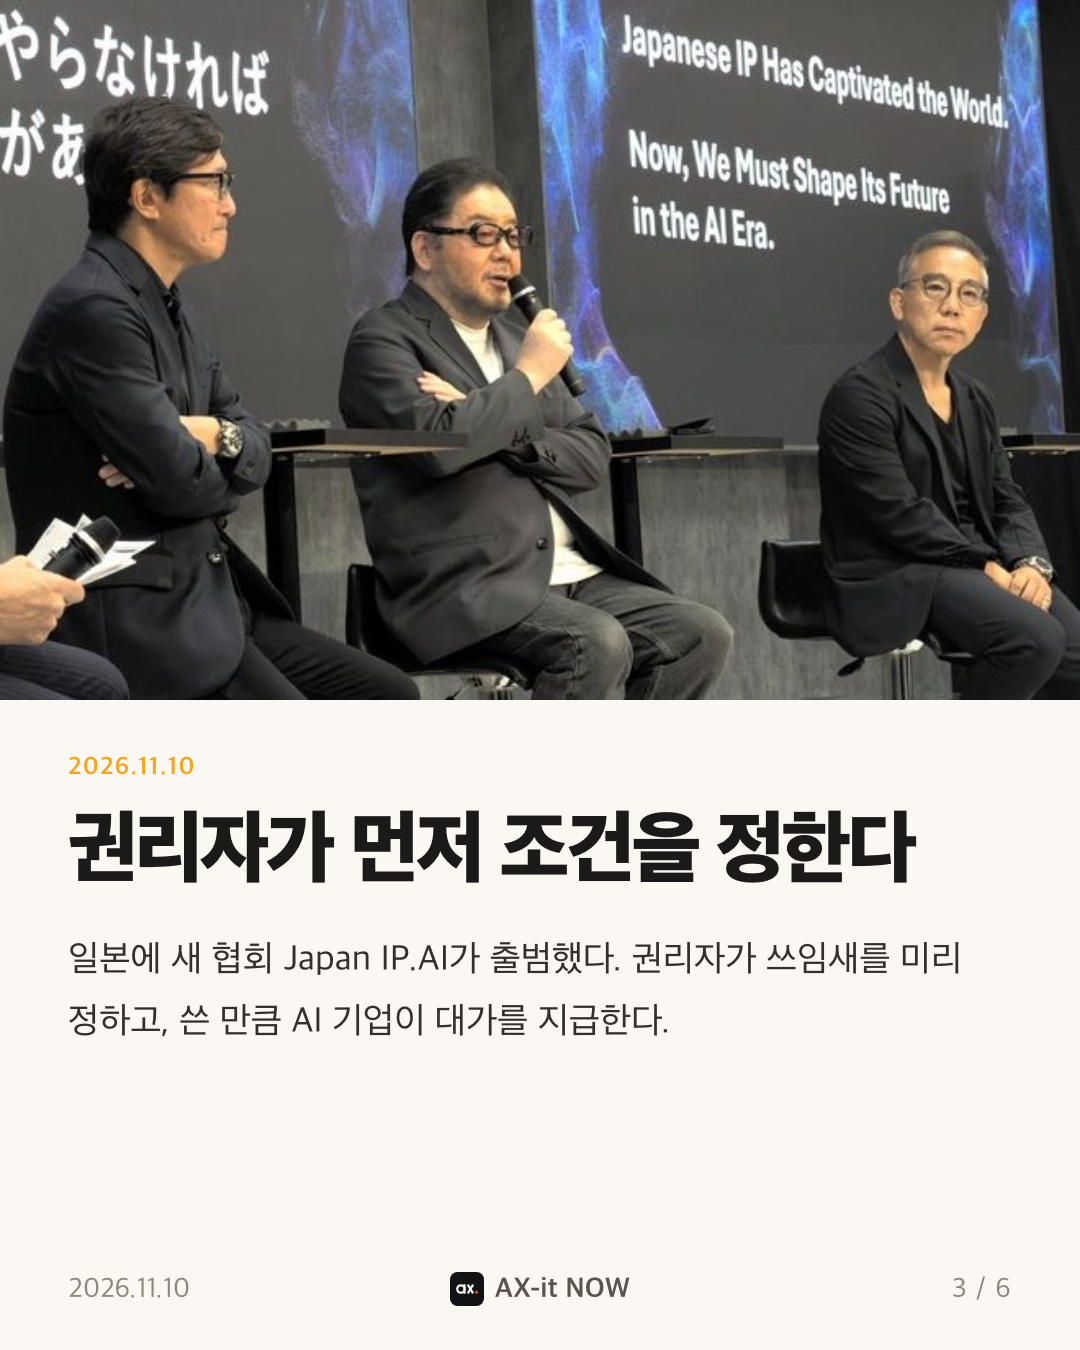 やらなければ
があ
Japanese IP Has Captivated the World.
Now, We Must Shape Its Future
in the AI Era.
2026.11.10
권리자가 먼저 조건을 정한다
일본에 새 협회 Japan IP.AI가 출범했다. 권리자가 쓰임새를 미리
정하고, 쓴 만큼 AI 기업이 대가를 지급한다.
2026.11.10
ax.
AX-it NOW
3 / 6